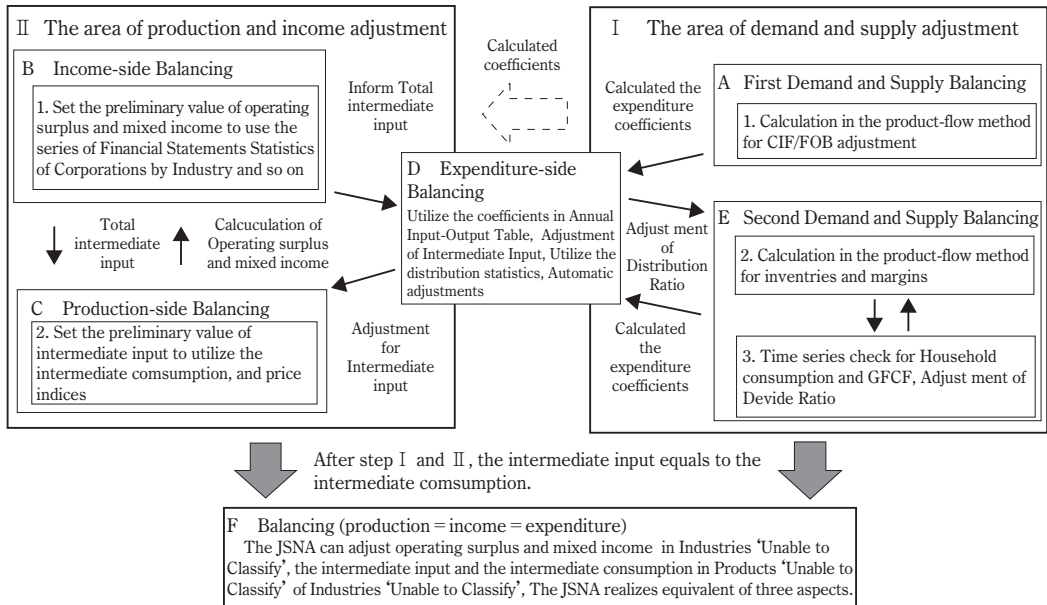 Ⅱ The area of production and income adjustment
B Income-side Balancing
1. Set the preliminary value of operating
surplus and mixed income to use the
series of Financial Statements Statistics
of Corporations by Industry and so on
Total
intermediate
input
Calcuculation of
Operating surplus
and mixed income
C Production-side Balancing
2. Set the preliminary value of
intermediate input to utilize the
intermediate comsumption, and price
indices
Inform Total
intermediate
input
Adjustment
for
Intermediate
input
Calculated
coefficients
D Expenditure-side
Balancing
Utilize the coefficients in Annual
Input-Output Table, Adjustment
of Intermediate Input, Utilize the
distribution statistics, Automatic
adjustments
Ⅰ The area of demand and supply adjustment
Calculated the
expenditure
coefficients
A First Demand and Supply Balancing
1. Calculation in the product-flow method
for CIF/FOB adjustment
Adjust ment
of
Distribution
Ratio
Calculated
the
expenditure
coefficients
E Second Demand and Supply Balancing
2. Calculation in the product-flow method
for inventries and margins
3. Time series check for Household
consumption and GFCF, Adjust ment of
Devide Ratio
After step Ⅰ and Ⅱ, the intermediate input equals to the
intermediate comsumption.
F Balancing (production = income = expenditure)
The JSNA can adjust operating surplus and mixed income in Industries ‘Unable to
Classify’, the intermediate input and the intermediate consumption in Products ‘Unable to
Classify’ of Industries ‘Unable to Classify’, The JSNA realizes equivalent of three aspects.